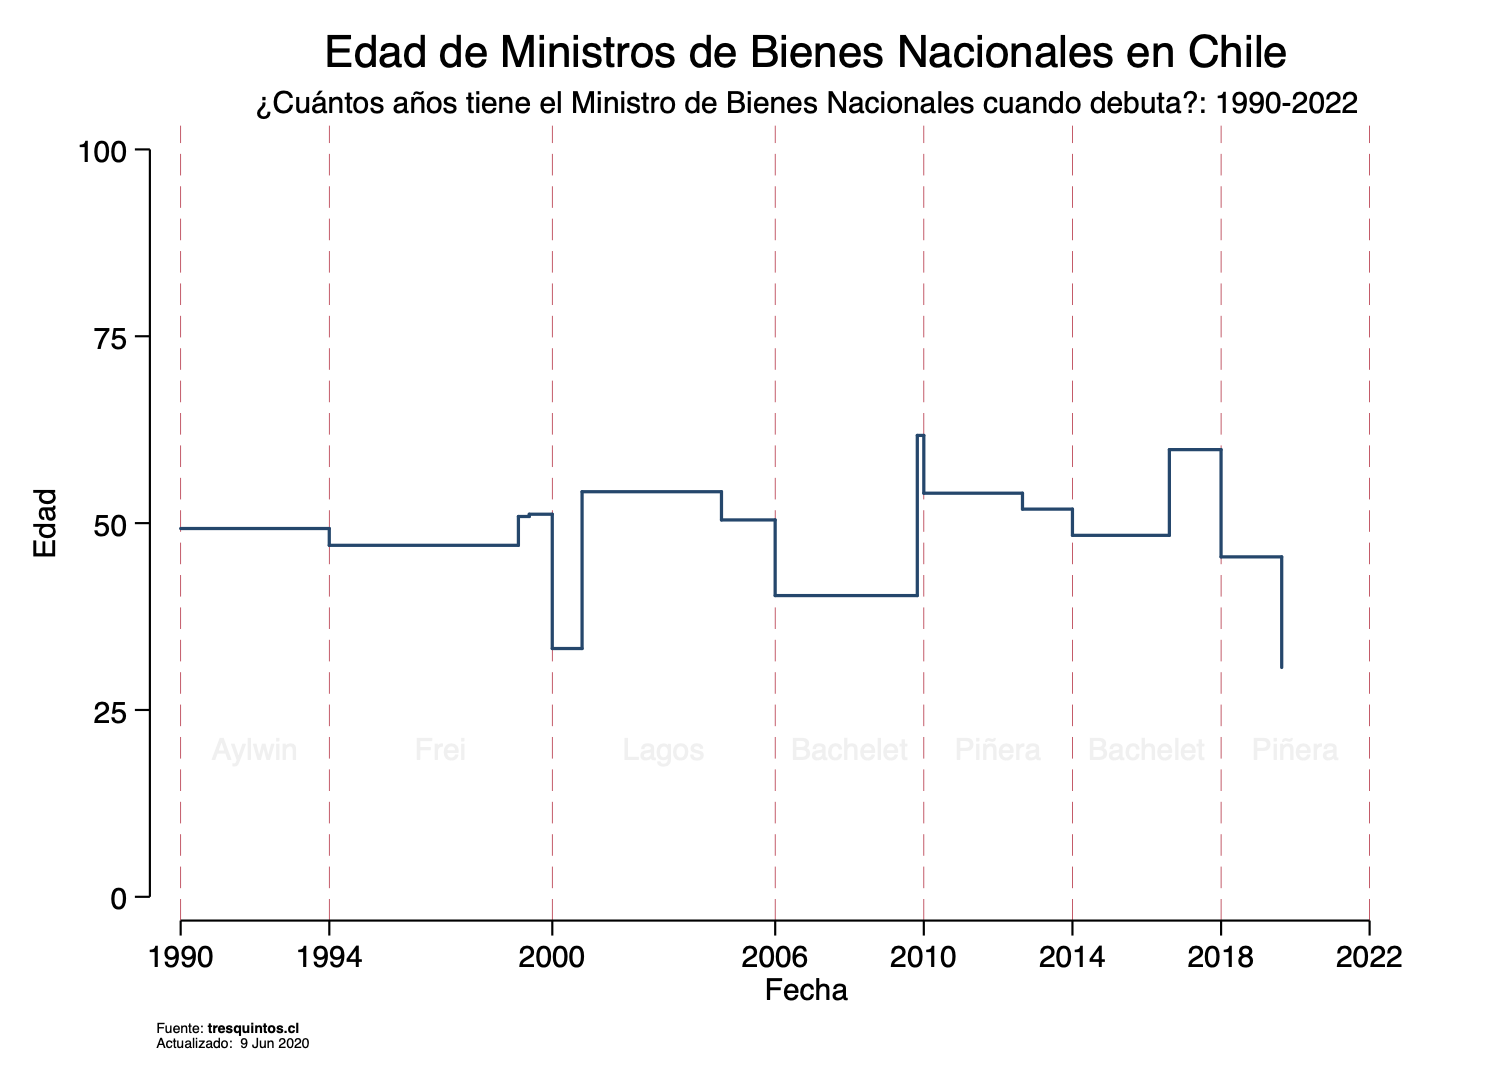 Edad de Ministros de Bienes Nacionales en Chile
¿Cuántos años tiene el Ministro de Bienes Nacionales cuando debuta?: 1990-2022
100
75
50
25
0
Edad
Aylwin Frei Lagos Bachelet Piñera Bachelet Piñera
1990 1994 2000 2006 2010 2014 2018 2022
Fecha
Fuente: tresquintos.cl
Actualizado: 9 Jun 2020